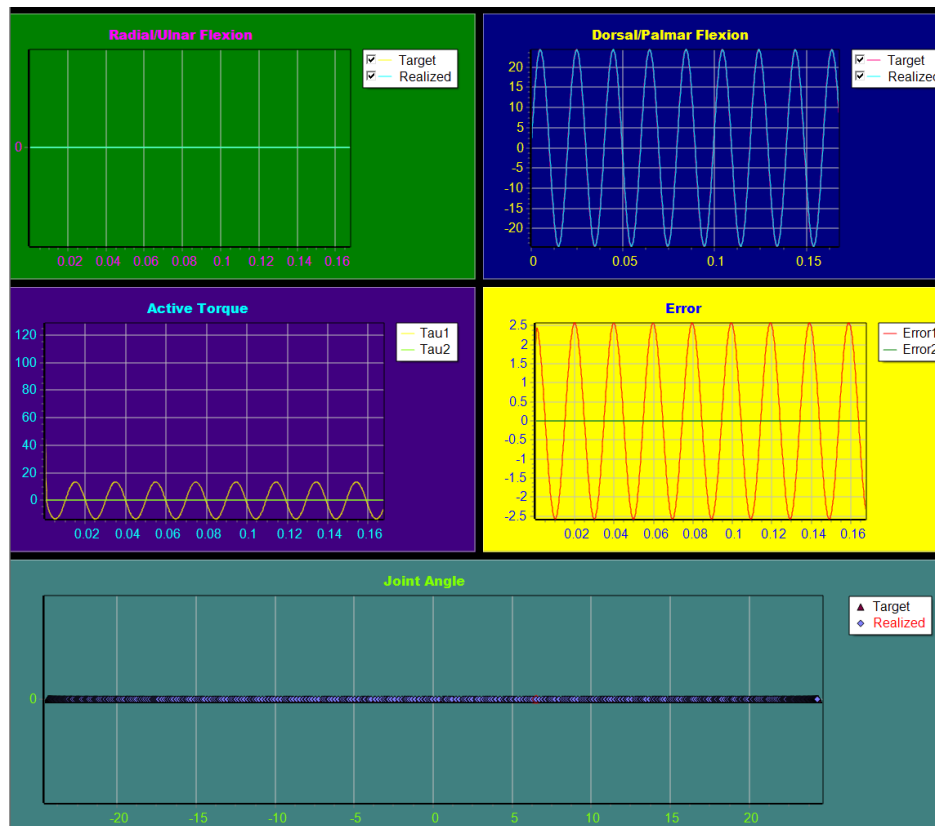 Radial/Ulnar Flexion
Target
Realized
0
0.02 0.04 0.06 0.08 0.1 0.12 0.14 0.16
Dorsal/Palmar Flexion
Target
Realized
20
15
10
5
0
-5
-10
-15
-20
0 0.05 0.1 0.15
Active Torque
Tau1
Tau2
120
100
80
60
40
20
0
0.02 0.04 0.06 0.08 0.1 0.12 0.14 0.16
Error
Error1
Error2
2.5
2
1.5
1
0.5
0
-0.5
-1
-1.5
-2
-2.5
0.02 0.04 0.06 0.08 0.1 0.12 0.14 0.16
Joint Angle
Target
Realized
0
-20 -15 -10 -5 0 5 10 15 20